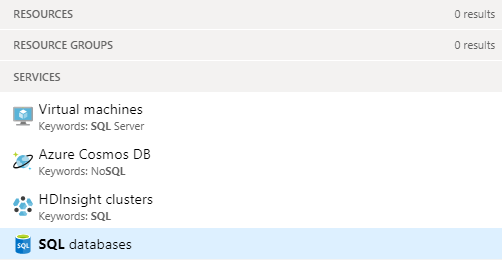 RESOURCES 0 results
RESOURCE GROUPS 0 results
SERVICES
Virtual machines
Keywords: SQL Server
Azure Cosmos DB
Keywords: NoSQL
HDInsight clusters
Keywords: SQL
SQL SQL databases